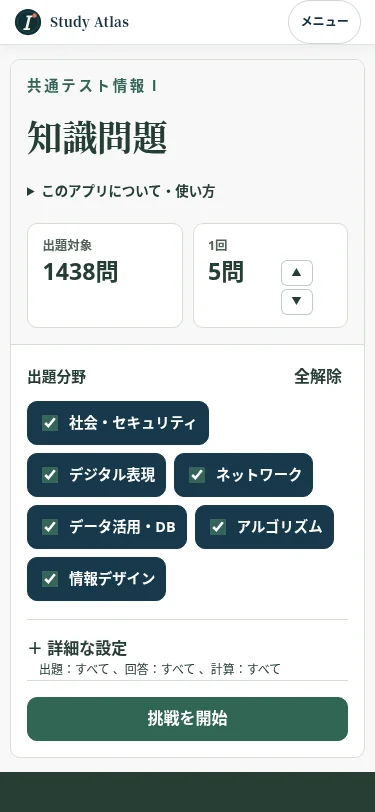 I Study Atlas
メニュー
共通テスト情報 I
知識問題
▶ このアプリについて・使い方
出題対象
1438問
1回
5問
▲
▼
出題分野
全解除
社会・セキュリティ
デジタル表現
ネットワーク
データ活用・DB
アルゴリズム
情報デザイン
＋ 詳細な設定
出題：すべて 、回答：すべて 、計算：すべて
挑戦を開始